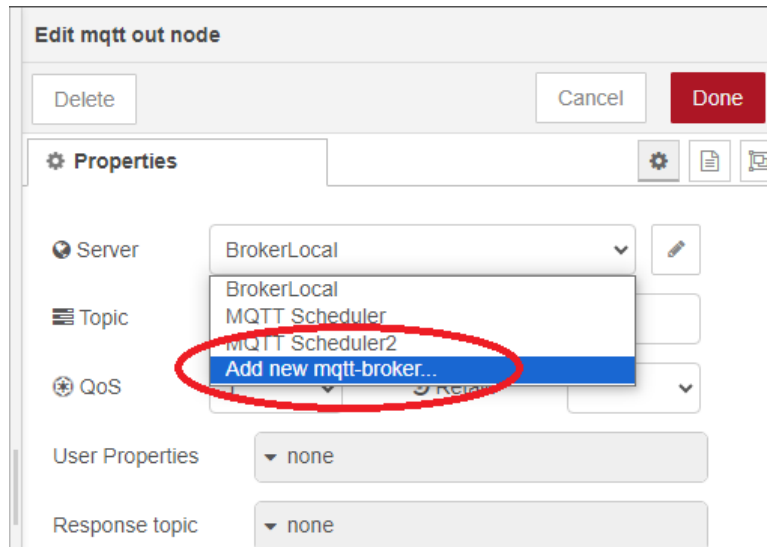 Edit mqtt out node
Delete Cancel Done
Properties
Server BrokerLocal
BrokerLocal
Topic MQTT Scheduler
MQTT Scheduler2
Add new mqtt-broker...
QoS
User Properties none
Response topic none